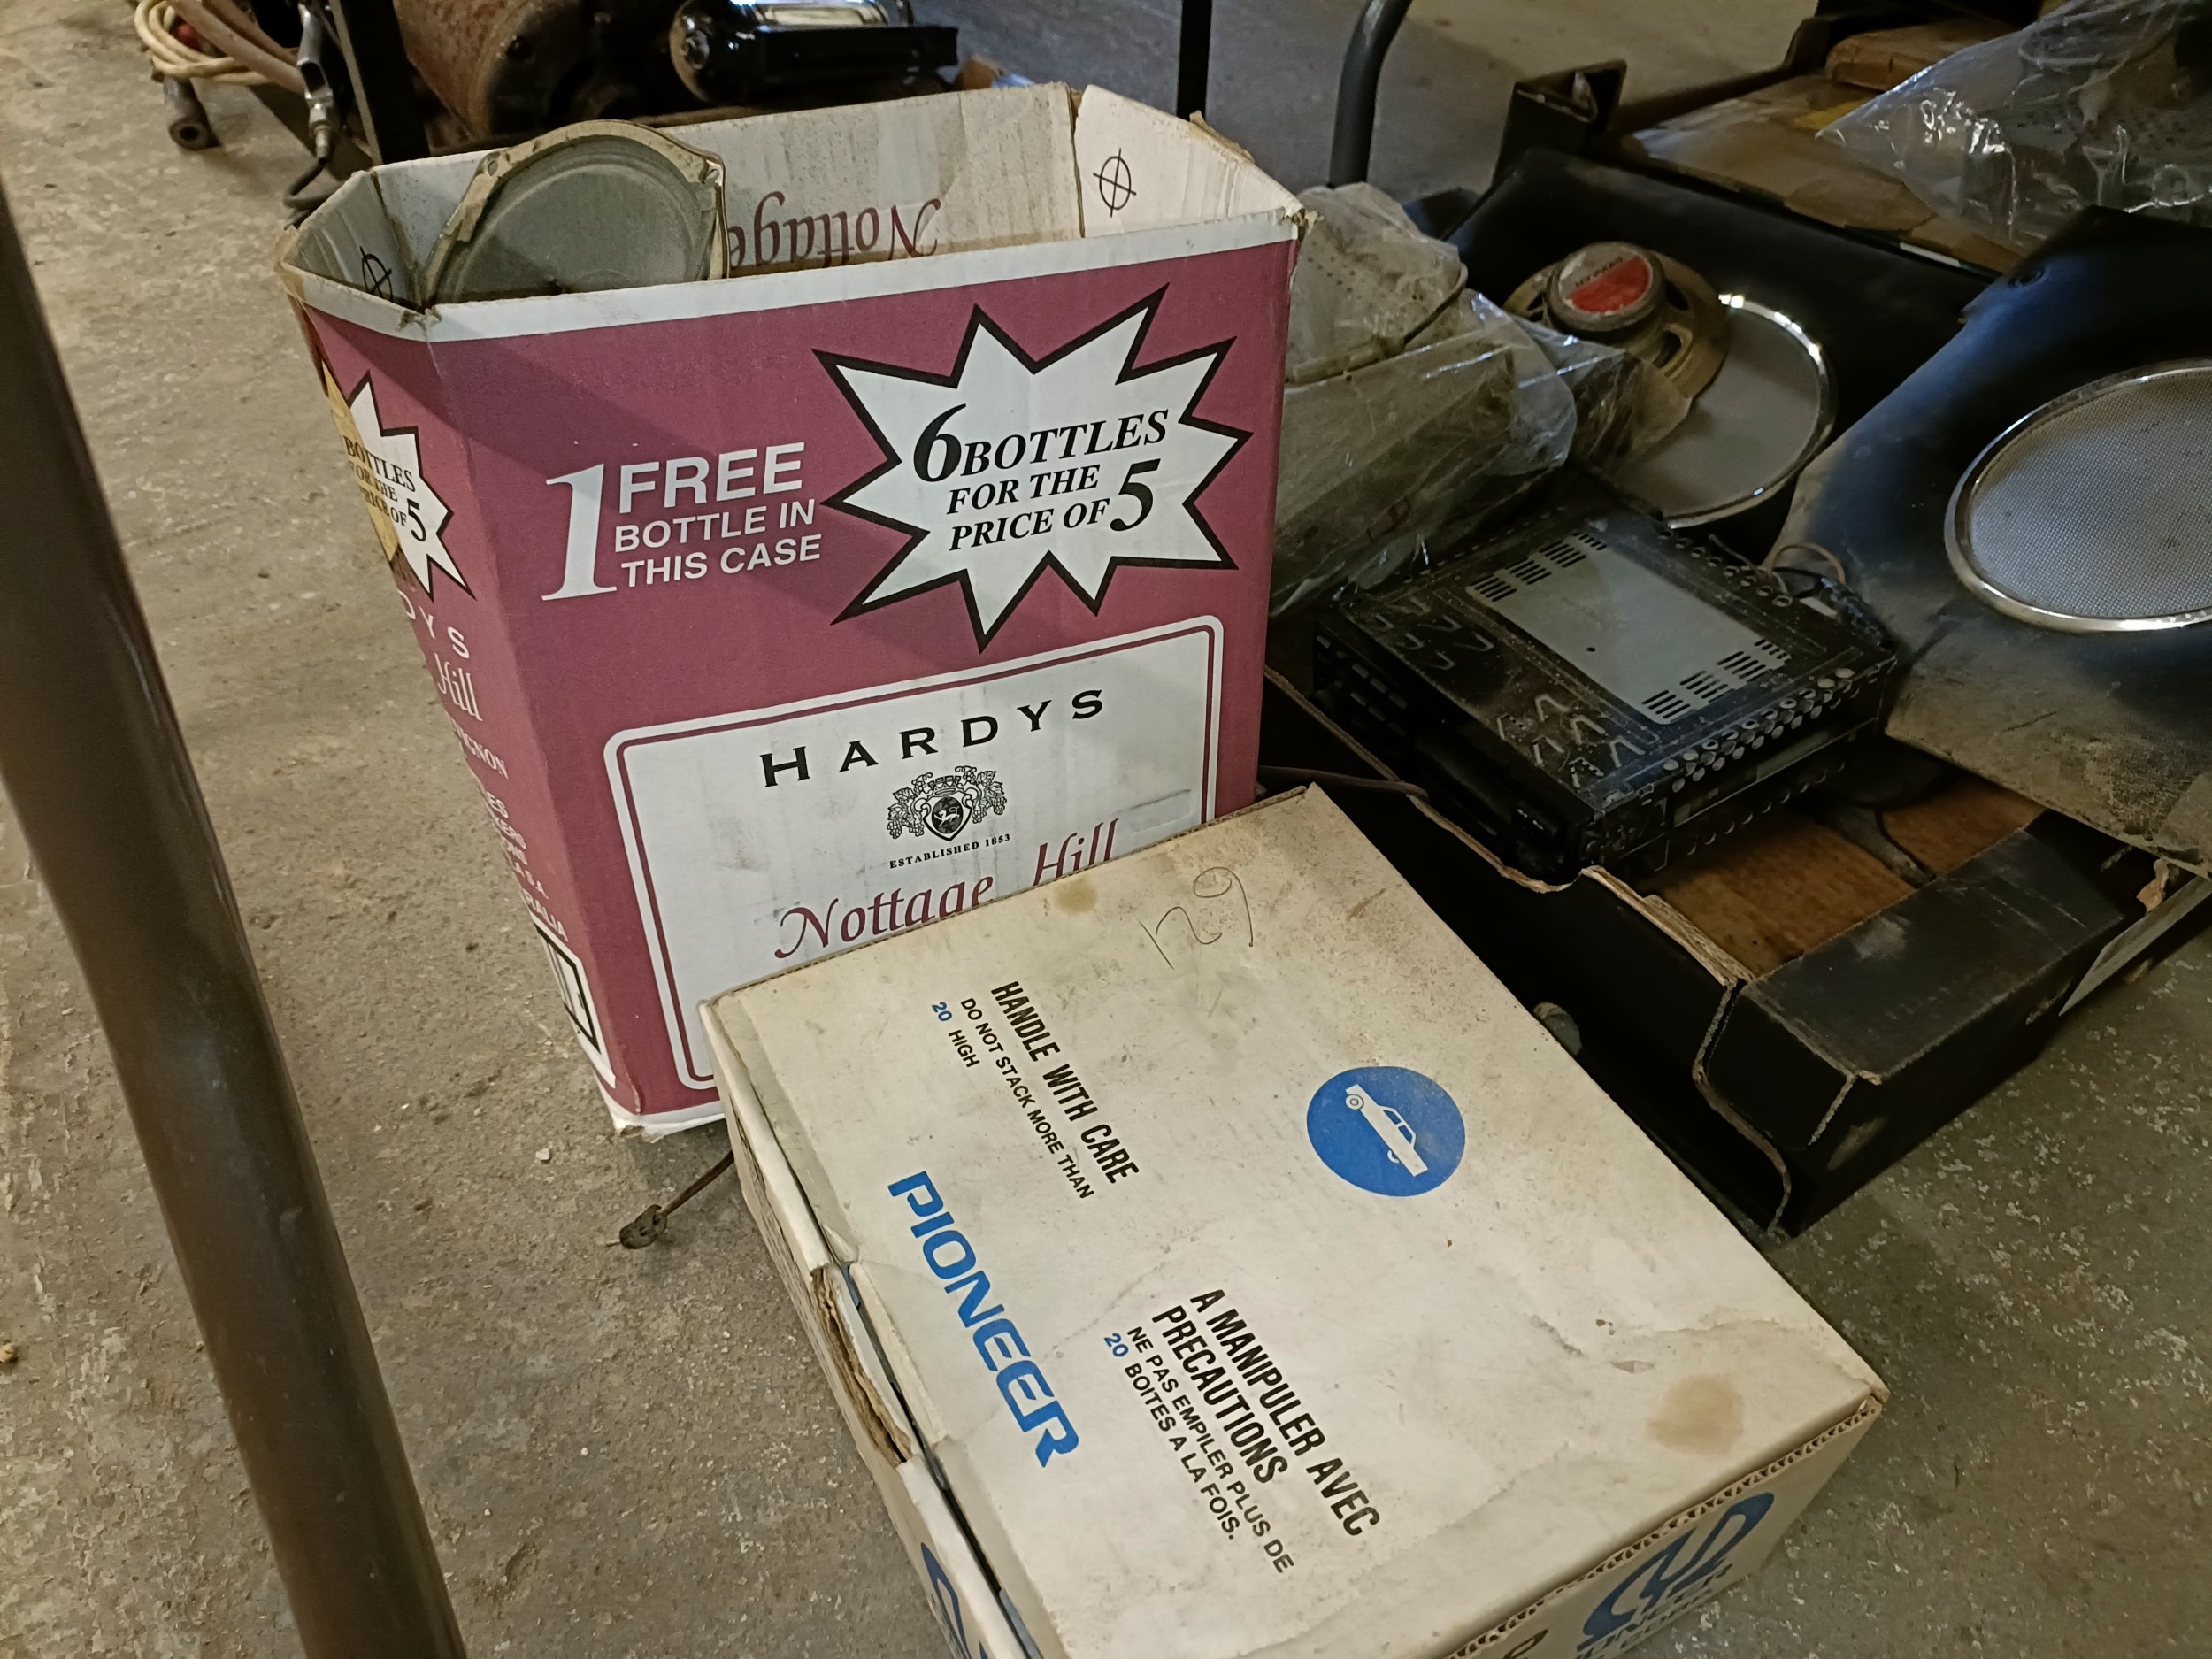 Nottage
1 FREE
BOTTLE IN
THIS CASE
6 BOTTLES
FOR THE
PRICE OF 5
BOTTLES
FOR THE
PRICE OF 5
HARDYS
ESTABLISHED 1853
Nottage Hill
Hill
129
HANDLE WITH CARE
DO NOT STACK MORE THAN
20 HIGH
PIONEER
A MANIPULER AVEC
PRECAUTIONS
NE PAS EMPILER PLUS DE
20 BOITES A LA FOIS.